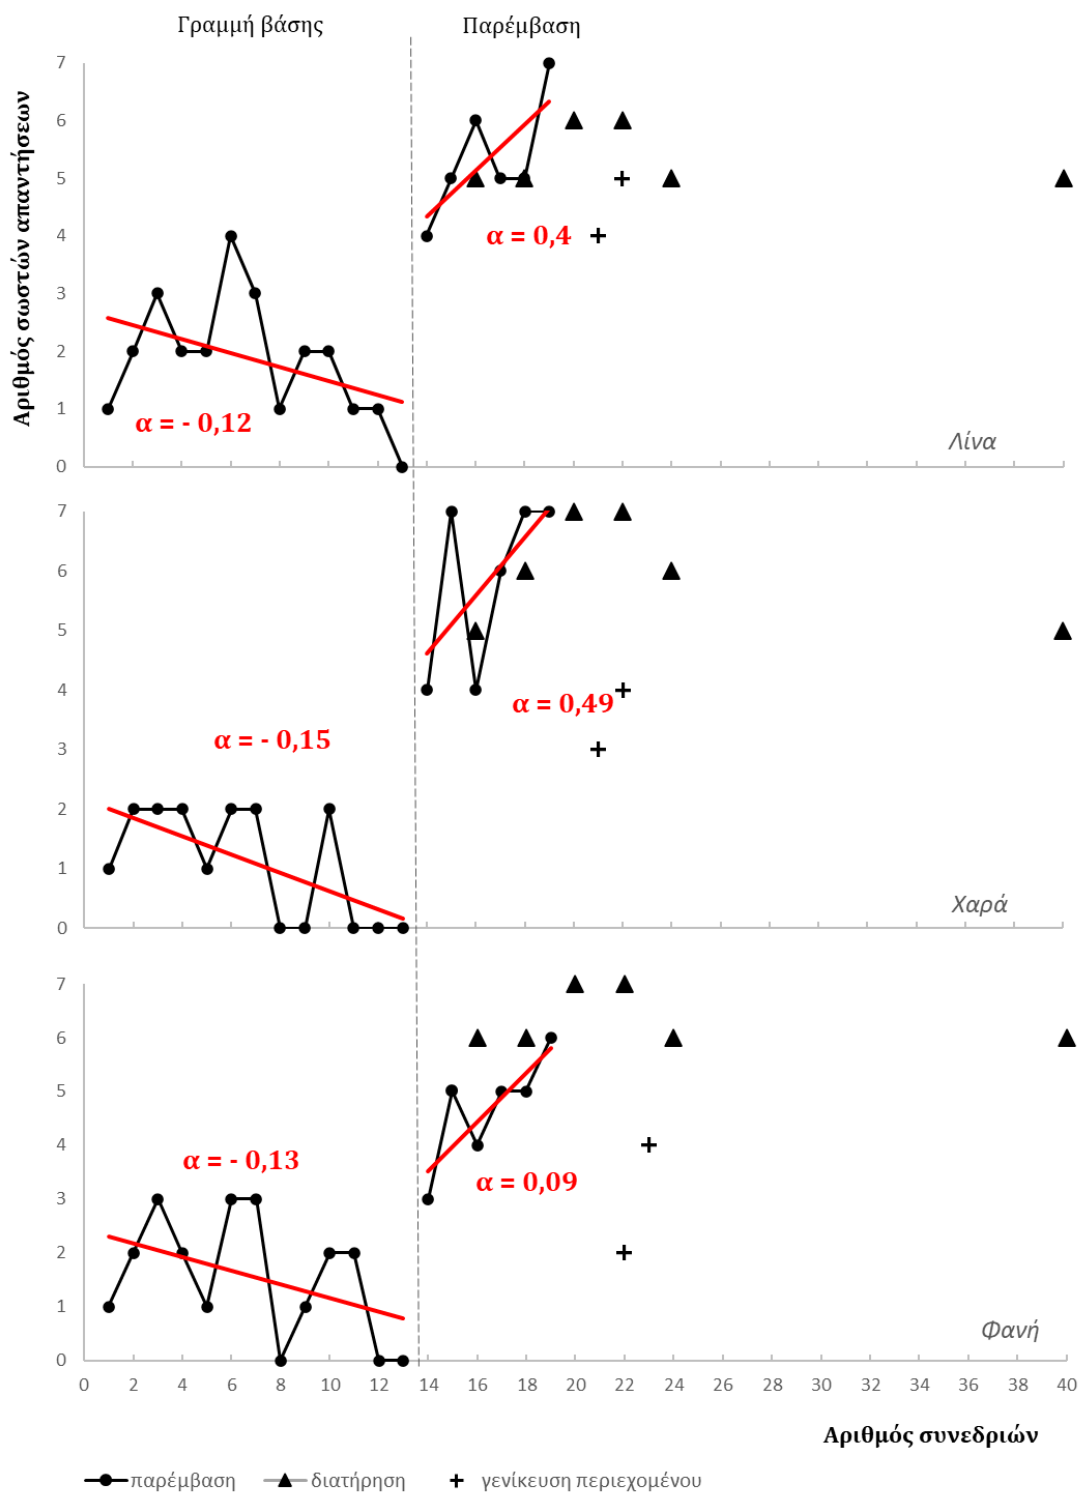 Γραμμή βάσης
Παρέμβαση
Αριθμός σωστών απαντήσεων
7
6
5
4
3
2
1
0
α = 0,4
α = - 0,12
Λίνα
7
6
5
4
3
2
1
0
α = 0,49
α = - 0,15
Χαρά
7
6
5
4
3
2
1
0
α = - 0,13
α = 0,09
Φανή
0 2 4 6 8 10 12 14 16 18 20 22 24 26 28 30 32 34 36 38 40
Αριθμός συνεδριών
παρέμβαση διατήρηση γενίκευση περιεχομένου